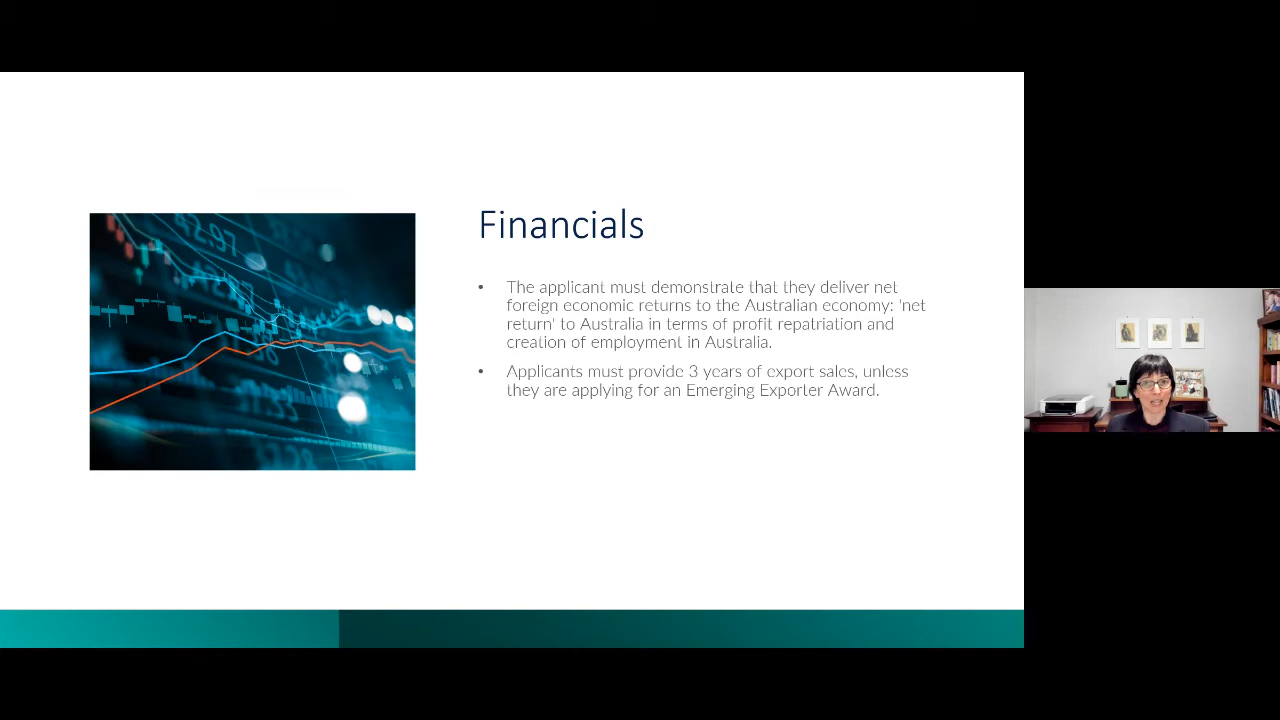 Financials
• The applicant must demonstrate that they deliver net
foreign economic returns to the Australian economy: 'net
return' to Australia in terms of profit repatriation and
creation of employment in Australia.
• Applicants must provide 3 years of export sales, unless
they are applying for an Emerging Exporter Award.
42.97